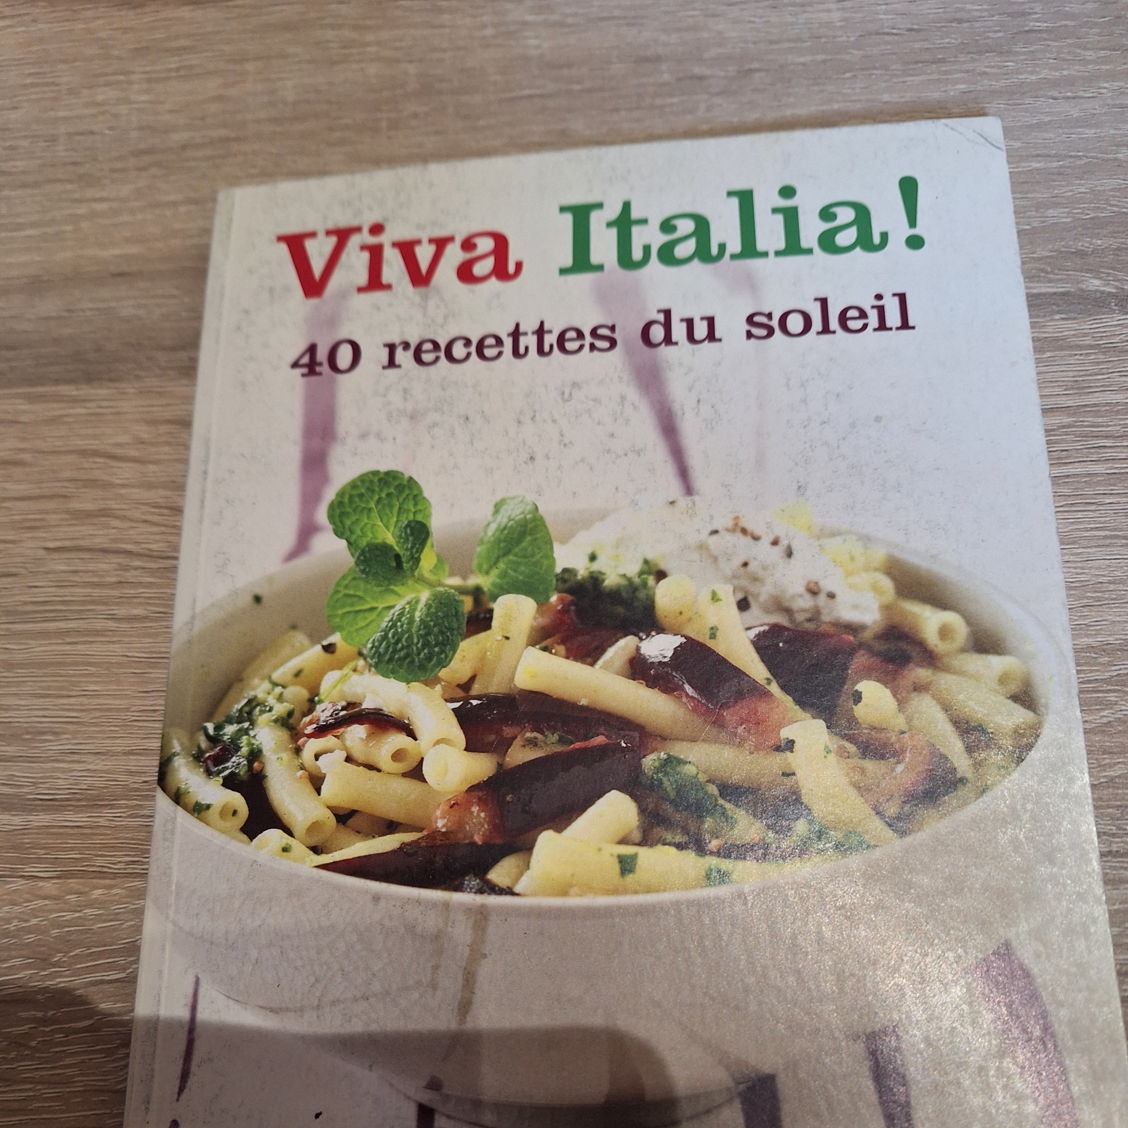 Viva Italia!
40 recettes du soleil